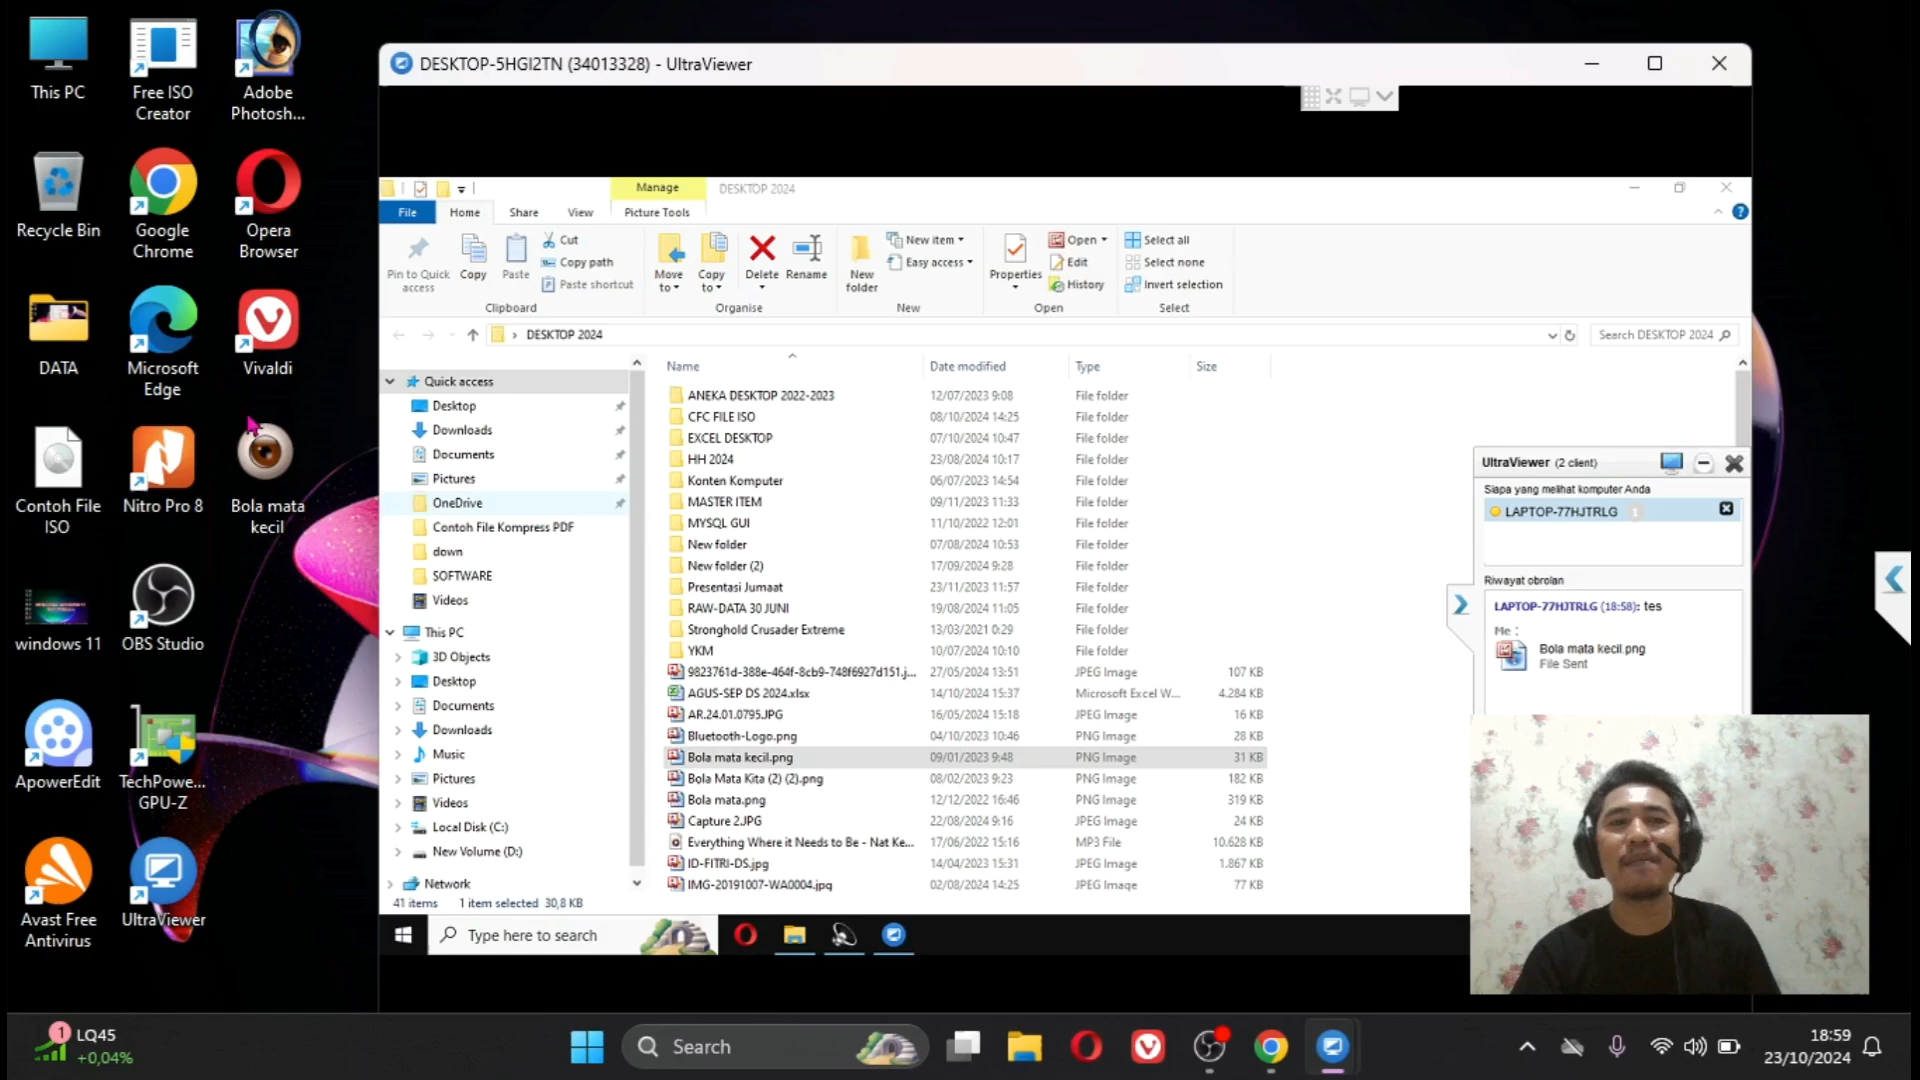 This PC
Free ISO
Creator
Adobe
Photosh...
Recycle Bin
Google
Chrome
Opera
Browser
DATA
Microsoft
Edge
Vivaldi
Contoh File
ISO
Nitro Pro 8
Bola mata
kecil
windows 11
OBS Studio
ApowerEdit
TechPowe...
GPU-Z
Avast Free
Antivirus
UltraViewer
DESKTOP-5HGI2TN (34013328) - UltraViewer
Manage
DESKTOP 2024
File
Home
Share
View
Picture Tools
Pin to Quick
access
Copy
Paste
Cut
Copy path
Paste shortcut
Clipboard
Move
to
Copy
to
Delete
Rename
Organise
New
folder
New item
Easy access
New
Properties
Open
Edit
History
Open
Select all
Select none
Invert selection
Select
DESKTOP 2024
Search DESKTOP 2024
Quick access
Desktop
Downloads
Documents
Pictures
OneDrive
Contoh File Kompress PDF
down
SOFTWARE
Videos
This PC
3D Objects
Desktop
Documents
Downloads
Music
Pictures
Videos
Local Disk (C:)
New Volume (D:)
Network
Name Date modified Type Size
ANEKA DESKTOP 2022-2023 12/07/2023 9:08 File folder
CFC FILE ISO 08/10/2024 14:25 File folder
EXCEL DESKTOP 07/10/2024 10:47 File folder
HH 2024 23/08/2024 10:17 File folder
Konten Komputer 06/07/2023 14:54 File folder
MASTER ITEM 09/11/2023 11:33 File folder
MYSQL GUI 11/10/2022 12:01 File folder
New folder 07/08/2024 10:53 File folder
New folder (2) 17/09/2024 9:28 File folder
Presentasi Jumaat 23/11/2023 11:57 File folder
RAW-DATA 30 JUNI 19/08/2024 11:05 File folder
Stronghold Crusader Extreme 13/03/2021 0:29 File folder
YKM 10/07/2024 10:10 File folder
9823761d-388e-464f-8cb9-748f6927d151.j... 27/05/2024 13:51 JPEG Image 107 KB
AGUS-SEP DS 2024.xlsx 14/10/2024 15:37 Microsoft Excel W... 4.284 KB
AR.24.01.0795.JPG 16/05/2024 15:18 JPEG Image 16 KB
Bluetooth-Logo.png 04/10/2023 10:46 PNG Image 28 KB
Bola mata kecil.png 09/01/2023 9:48 PNG Image 31 KB
Bola Mata Kita (2) (2).png 08/02/2023 9:23 PNG Image 182 KB
Bola mata.png 12/12/2022 16:46 PNG Image 319 KB
Capture 2.JPG 22/08/2024 9:16 JPEG Image 24 KB
Everything Where it Needs to Be - Nat Ke... 17/06/2022 15:16 MP3 File 10.628 KB
ID-FITRI-DS.jpg 14/04/2023 15:31 JPEG Image 1.867 KB
IMG-20191007-WA0004.jpg 02/08/2024 14:25 JPEG Image 77 KB
41 items 1 item selected 30,8 KB
Type here to search
UltraViewer (2 client)
Siapa yang melihat komputer Anda
LAPTOP-77HJTRLG 1
Riwayat obrolan
LAPTOP-77HJTRLG (18:58): tes
Me :
Bola mata kecil.png
File Sent
1
LQ45
+0,04%
Search
18:59
23/10/2024